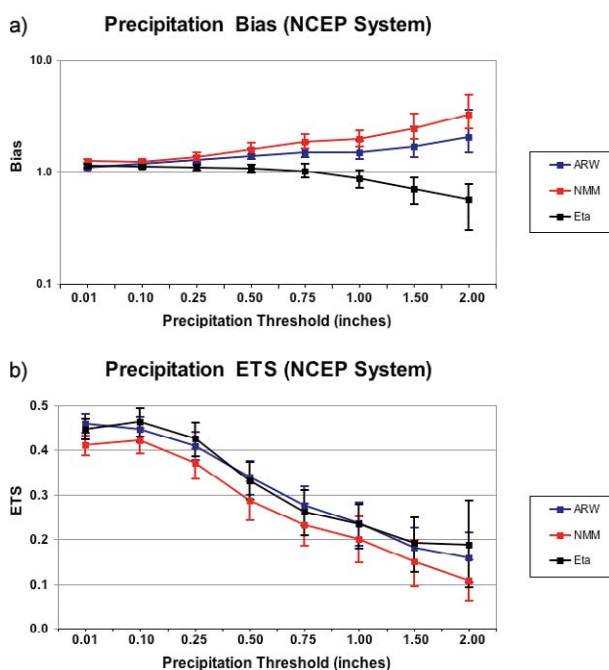 a)
Precipitation Bias (NCEP System)
10.0
1.0
0.1
Bias
0.01 0.10 0.25 0.50 0.75 1.00 1.50 2.00
Precipitation Threshold (inches)
ARW
NMM
Eta
b)
Precipitation ETS (NCEP System)
0.5
0.4
0.3
0.2
0.1
0.0
ETS
0.01 0.10 0.25 0.50 0.75 1.00 1.50 2.00
Precipitation Threshold (inches)
ARW
NMM
Eta